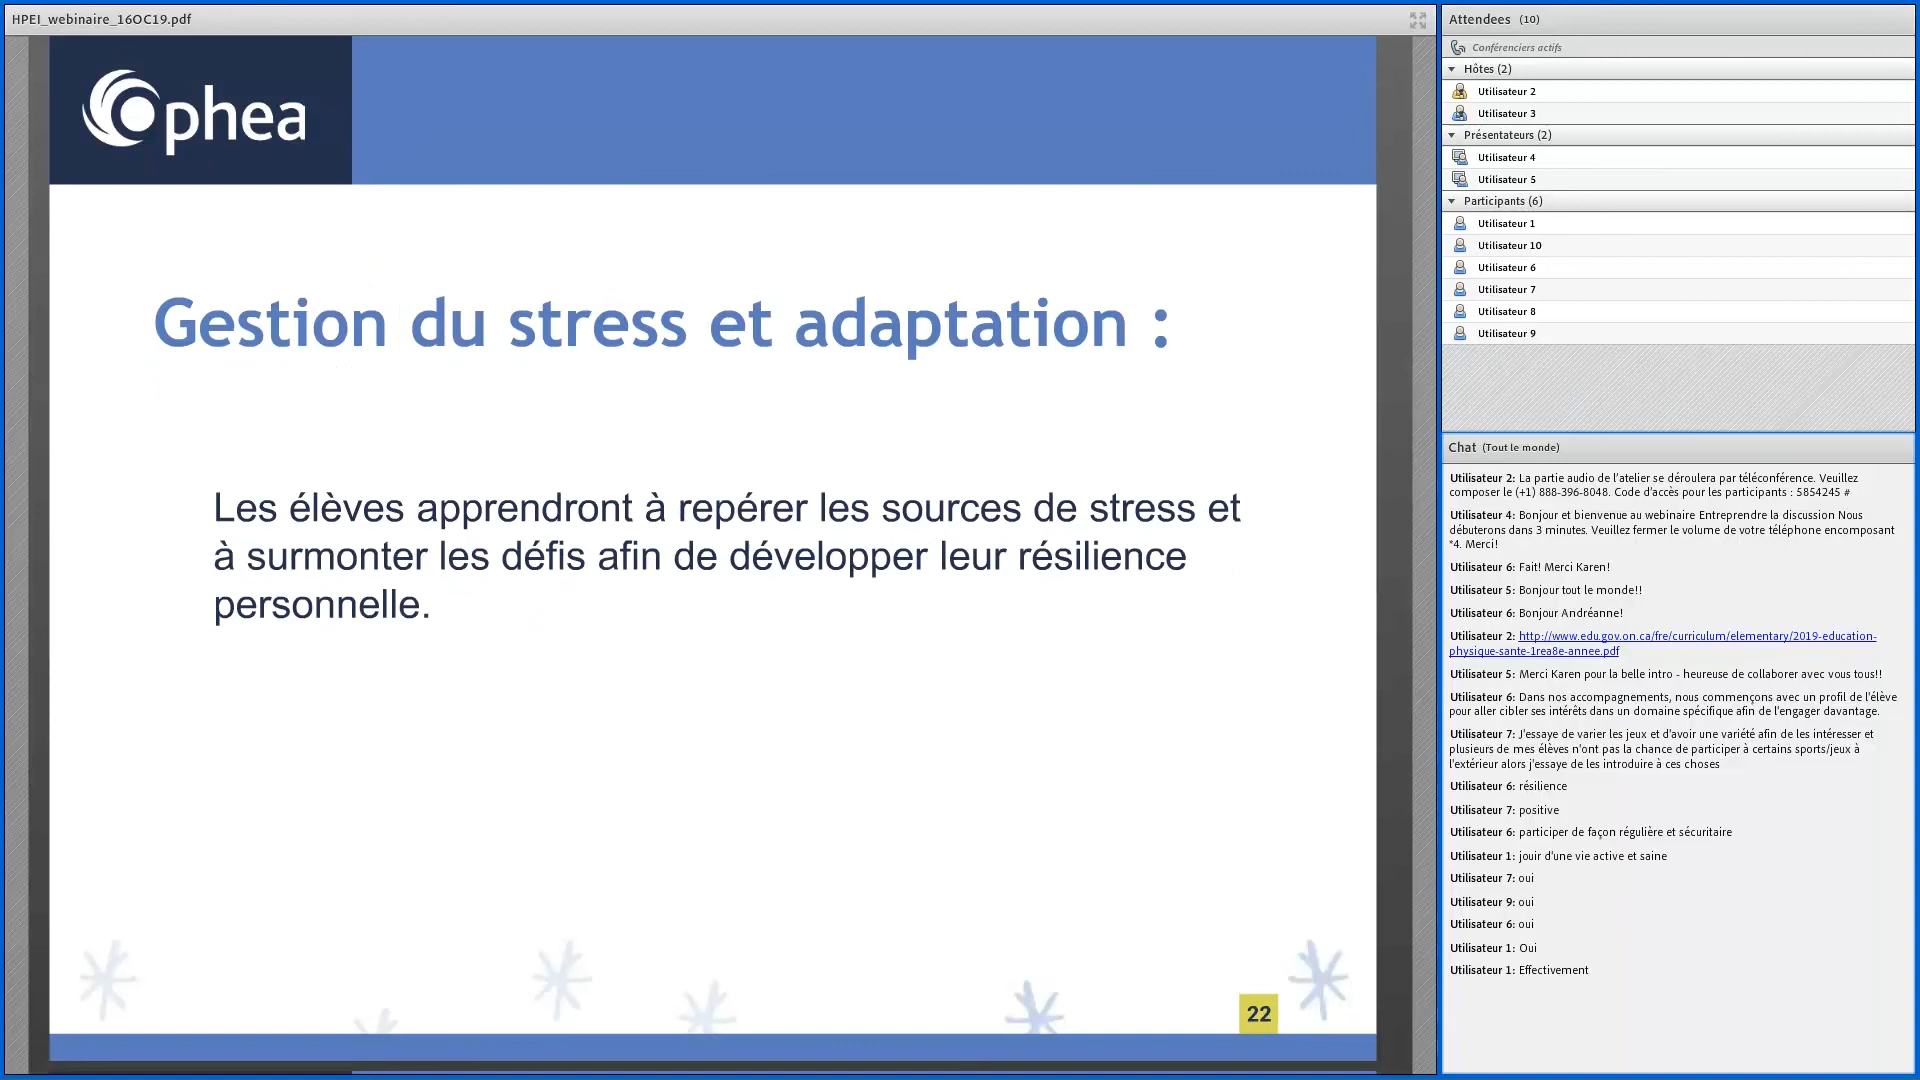 HPEI_webinaire_16OC19.pdf
Ophea
Gestion du stress et adaptation :
Les élèves apprendront à repérer les sources de stress et
à surmonter les défis afin de développer leur résilience
personnelle.
22
Attendees (10)
Conférenciers actifs
Hôtes (2)
Utilisateur 2
Utilisateur 3
Présentateurs (2)
Utilisateur 4
Utilisateur 5
Participants (6)
Utilisateur 1
Utilisateur 10
Utilisateur 6
Utilisateur 7
Utilisateur 8
Utilisateur 9
Chat (Tout le monde)
Utilisateur 2: La partie audio de l'atelier se déroulera par téléconférence. Veuillez
composer le (+1) 888-396-8048. Code d'accès pour les participants : 5854245 #
Utilisateur 4: Bonjour et bienvenue au webinaire Entreprendre la discussion Nous
débuterons dans 3 minutes. Veuillez fermer le volume de votre téléphone encomposant
*4. Merci!
Utilisateur 6: Fait! Merci Karen!
Utilisateur 5: Bonjour tout le monde!!
Utilisateur 6: Bonjour Andréanne!
Utilisateur 2: http://www.edu.gov.on.ca/fre/curriculum/elementary/2019-education-
physique-sante-1rea8e-annee.pdf
Utilisateur 5: Merci Karen pour la belle intro - heureuse de collaborer avec vous tous!!
Utilisateur 6: Dans nos accompagnements, nous commençons avec un profil de l'élève
pour aller cibler ses intérêts dans un domaine spécifique afin de l'engager davantage.
Utilisateur 7: J'essaye de varier les jeux et d'avoir une variété afin de les intéresser et
plusieurs de mes élèves n'ont pas la chance de participer à certains sports/jeux à
l'extérieur alors j'essaye de les introduire à ces choses
Utilisateur 6: résilience
Utilisateur 7: positive
Utilisateur 6: participer de façon régulière et sécuritaire
Utilisateur 1: jouir d'une vie active et saine
Utilisateur 7: oui
Utilisateur 9: oui
Utilisateur 6: oui
Utilisateur 1: Oui
Utilisateur 1: Effectivement